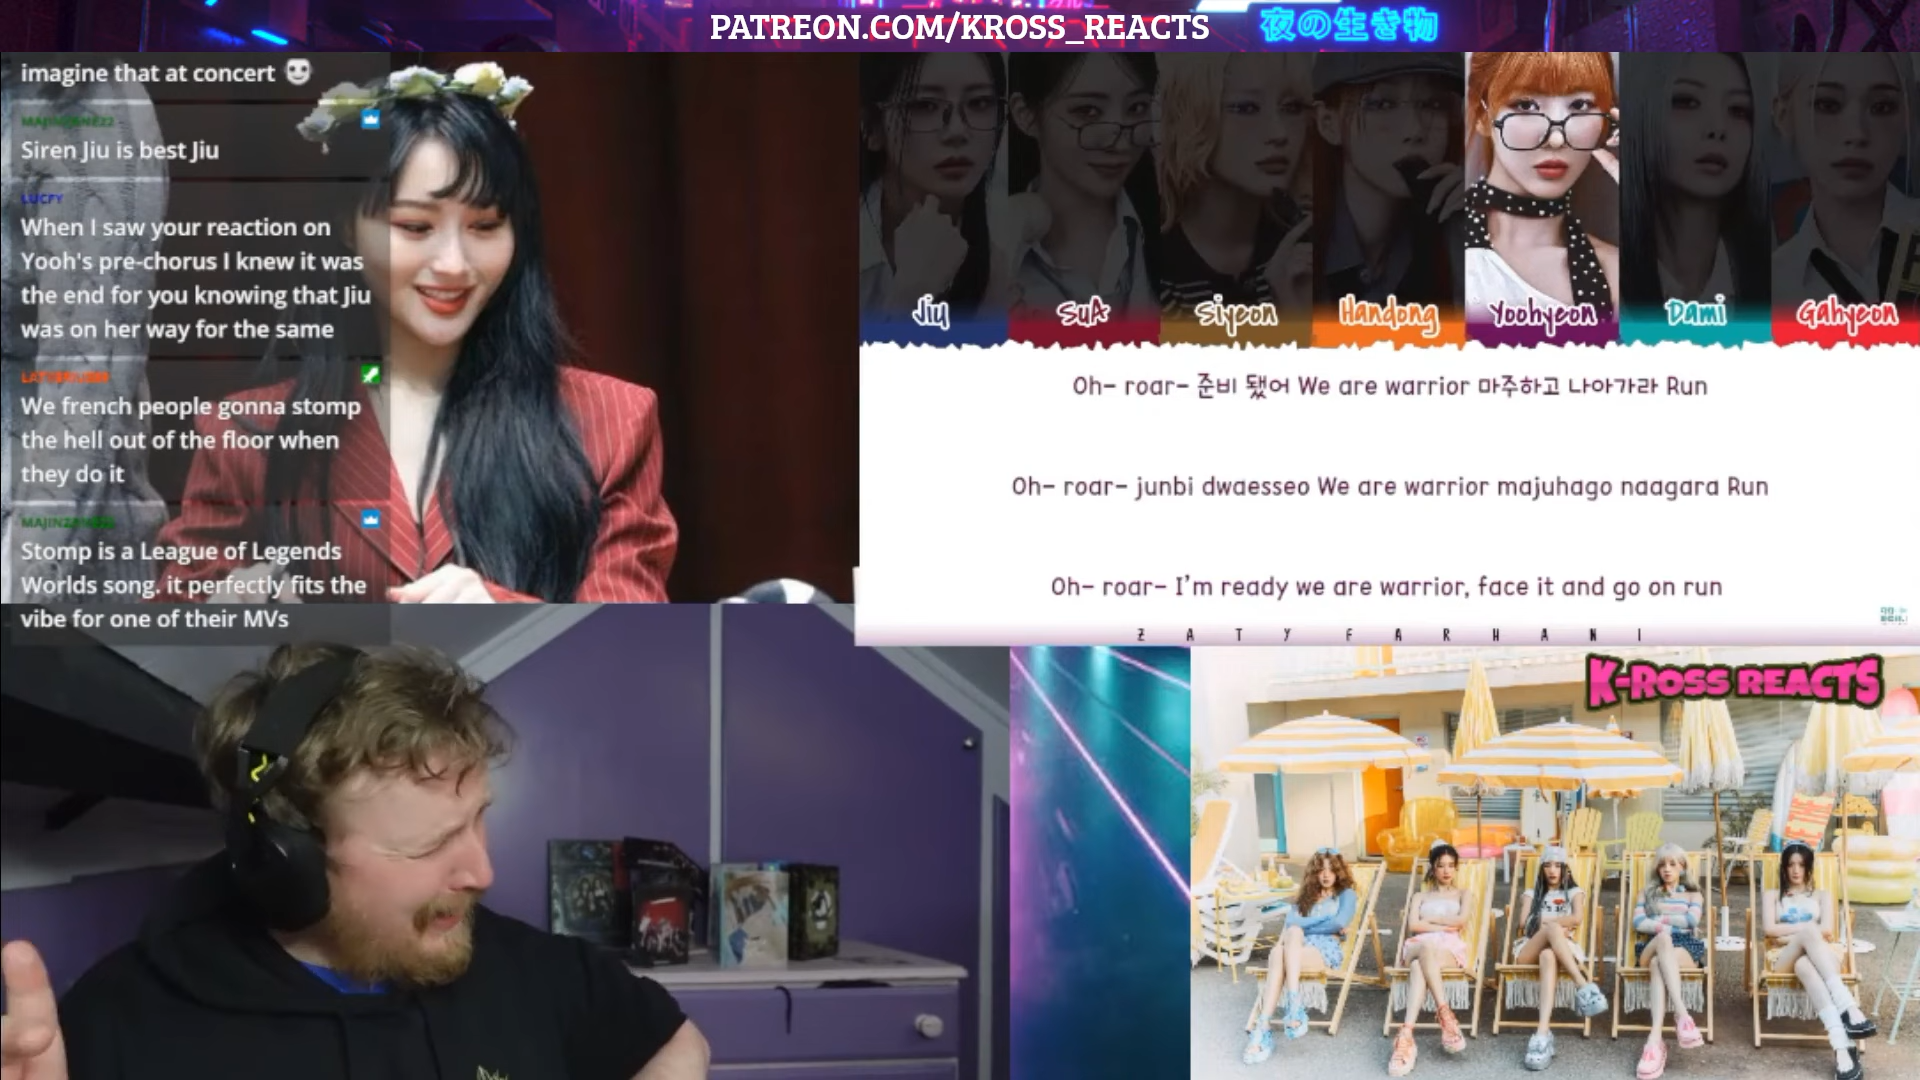 PATREON.COM/KROSS_REACTS
夜の生き物
imagine that at concert
Siren Jiu is best Jiu
LUCFY
When I saw your reaction on
Yooh's pre-chorus I knew it was
the end for you knowing that Jiu
was on her way for the same
We french people gonna stomp
the hell out of the floor when
they do it
Stomp is a League of Legends
Worlds song. it perfectly fits the
vibe for one of their MVs
Jiu
SuA
Siyeon
Handong
Yoohyeon
Dami
Gahyeon
Oh- roar- 준비 됐어 We are warrior 마주하고 나아가라 Run
Oh- roar- junbi dwaesseo We are warrior majuhago naagara Run
Oh- roar- I'm ready we are warrior, face it and go on run
ZATY FARHANI
K-ROSS REACTS